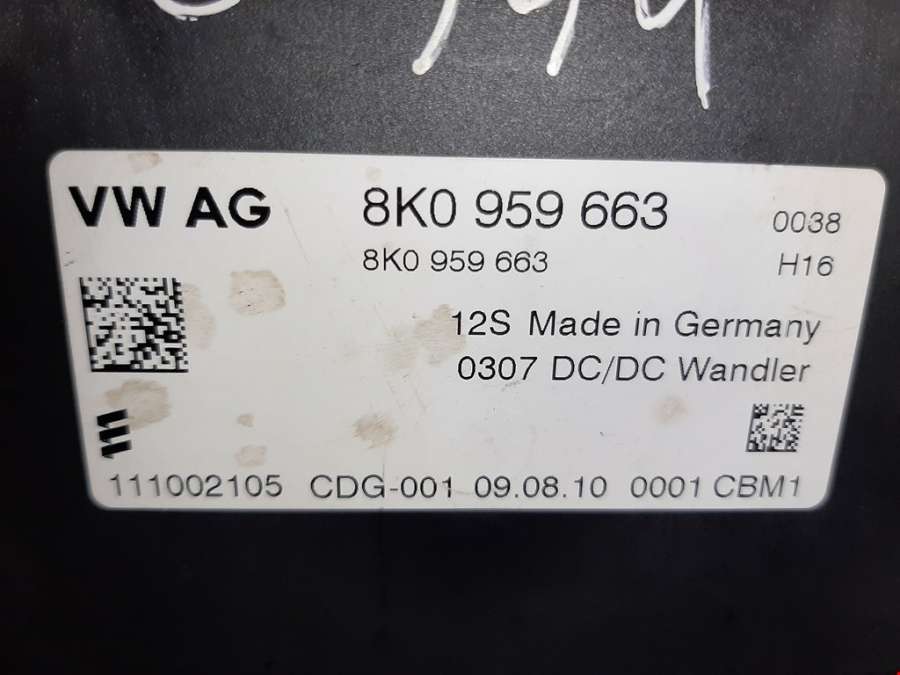 VW AG 8K0 959 663 0038
8K0 959 663 H16
12S Made in Germany
0307 DC/DC Wandler
111002105 CDG-001 09.08.10 0001 CBM1